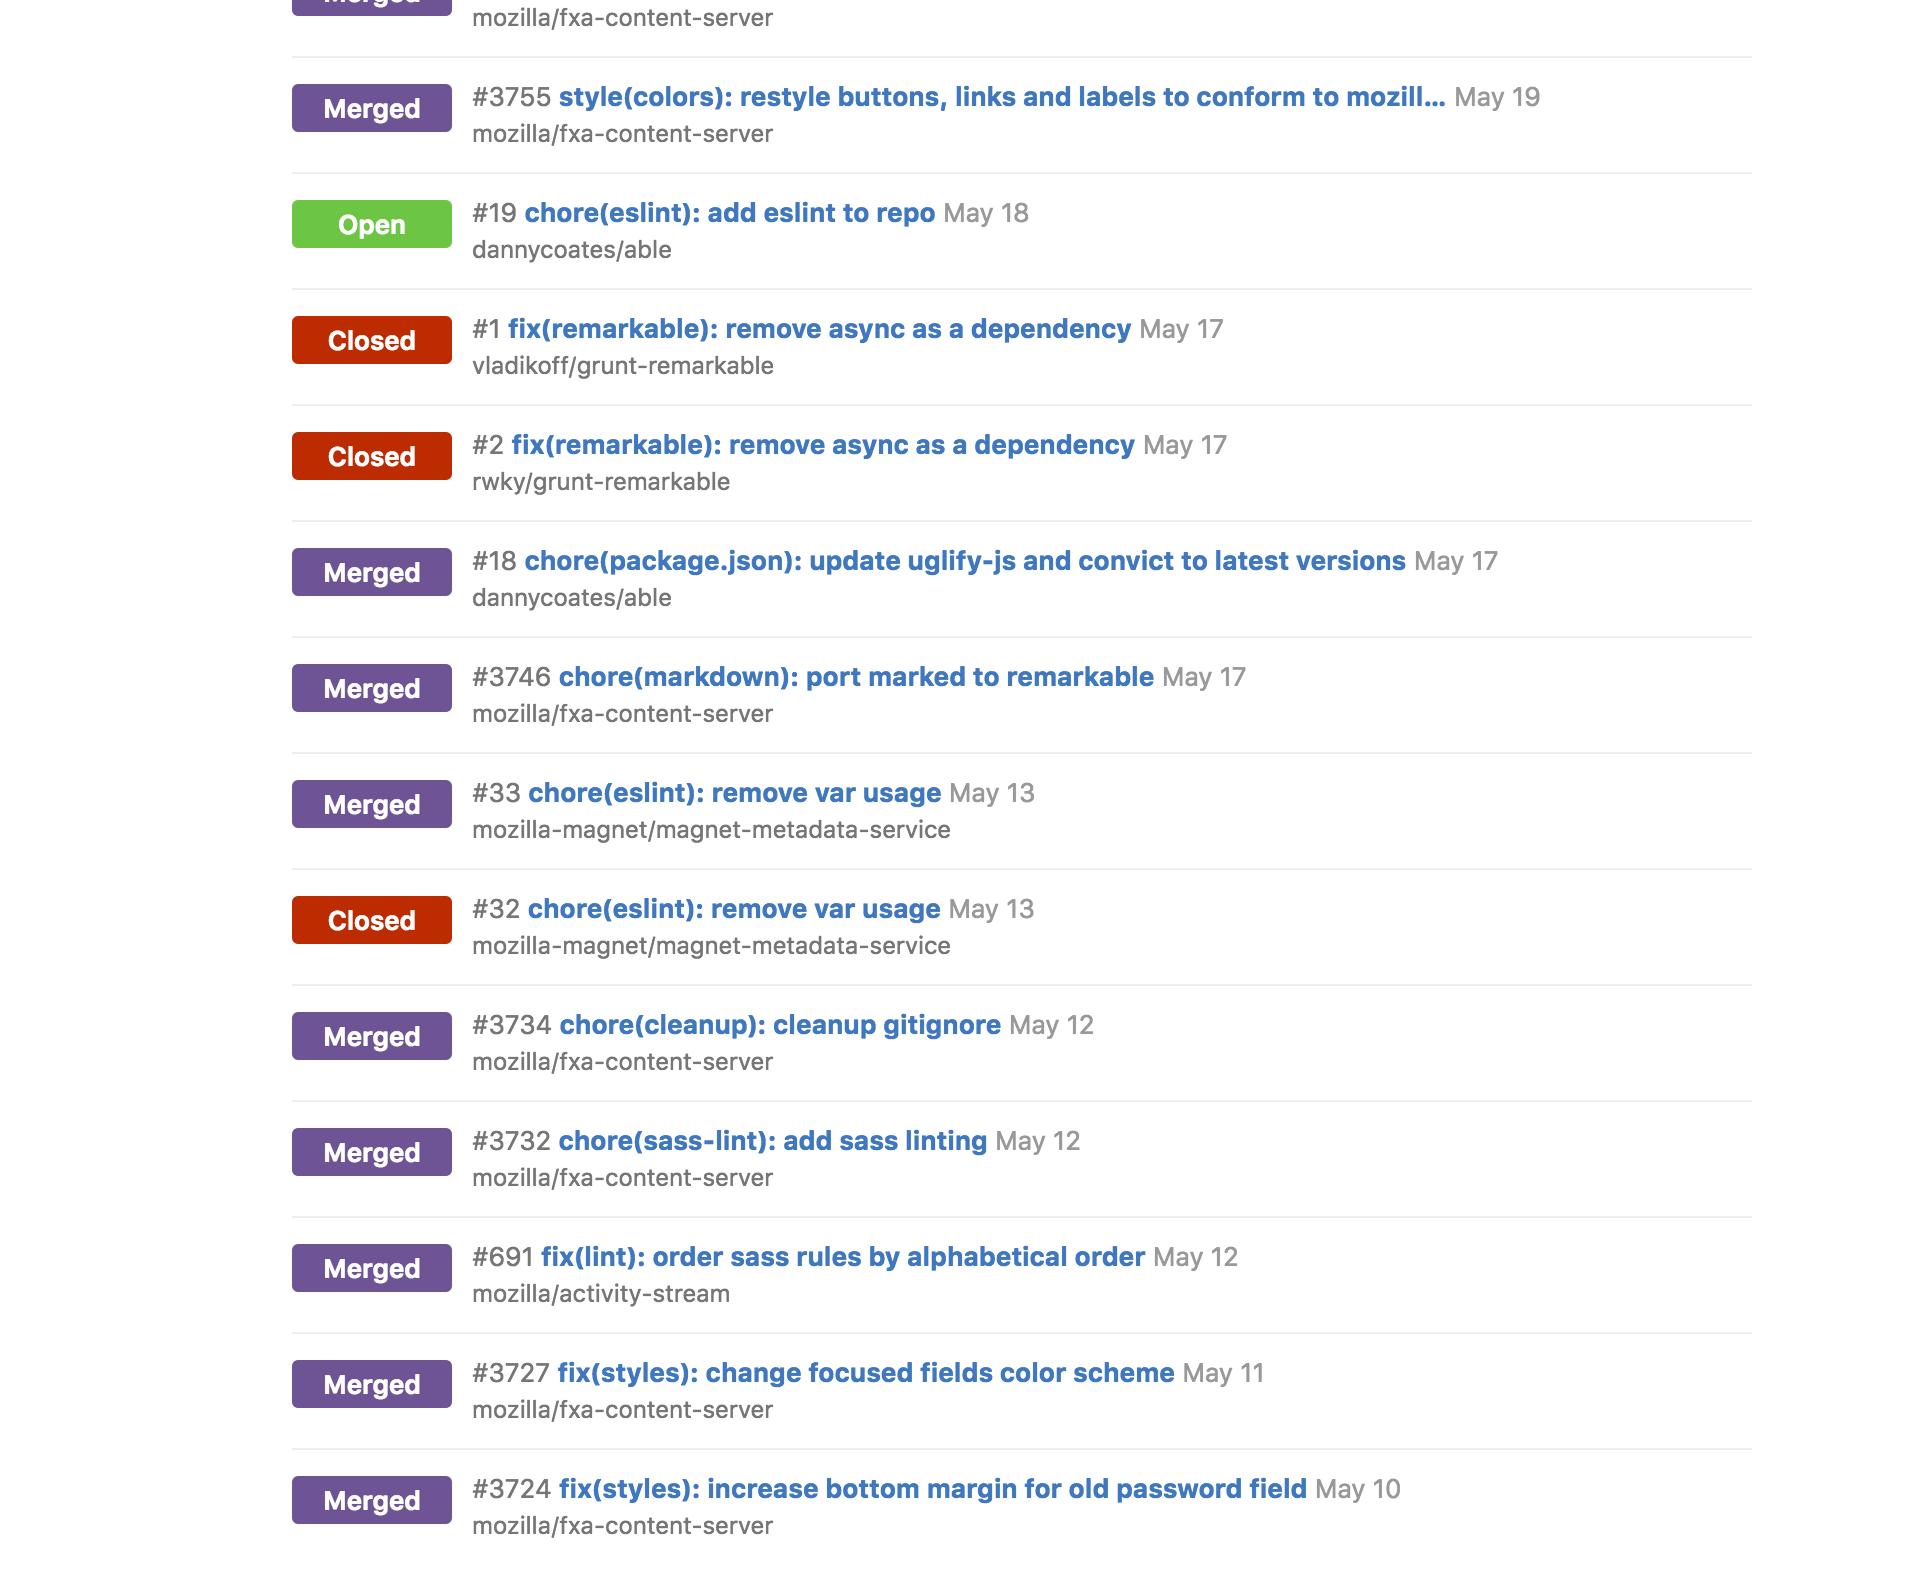 Merged
mozilla/fxa-content-server
Merged
#3755 style(colors): restyle buttons, links and labels to conform to mozill... May 19
mozilla/fxa-content-server
Open
#19 chore(eslint): add eslint to repo May 18
dannycoates/able
Closed
#1 fix(remarkable): remove async as a dependency May 17
vladikoff/grunt-remarkable
Closed
#2 fix(remarkable): remove async as a dependency May 17
rwky/grunt-remarkable
Merged
#18 chore(package.json): update uglify-js and convict to latest versions May 17
dannycoates/able
Merged
#3746 chore(markdown): port marked to remarkable May 17
mozilla/fxa-content-server
Merged
#33 chore(eslint): remove var usage May 13
mozilla-magnet/magnet-metadata-service
Closed
#32 chore(eslint): remove var usage May 13
mozilla-magnet/magnet-metadata-service
Merged
#3734 chore(cleanup): cleanup gitignore May 12
mozilla/fxa-content-server
Merged
#3732 chore(sass-lint): add sass linting May 12
mozilla/fxa-content-server
Merged
#691 fix(lint): order sass rules by alphabetical order May 12
mozilla/activity-stream
Merged
#3727 fix(styles): change focused fields color scheme May 11
mozilla/fxa-content-server
Merged
#3724 fix(styles): increase bottom margin for old password field May 10
mozilla/fxa-content-server